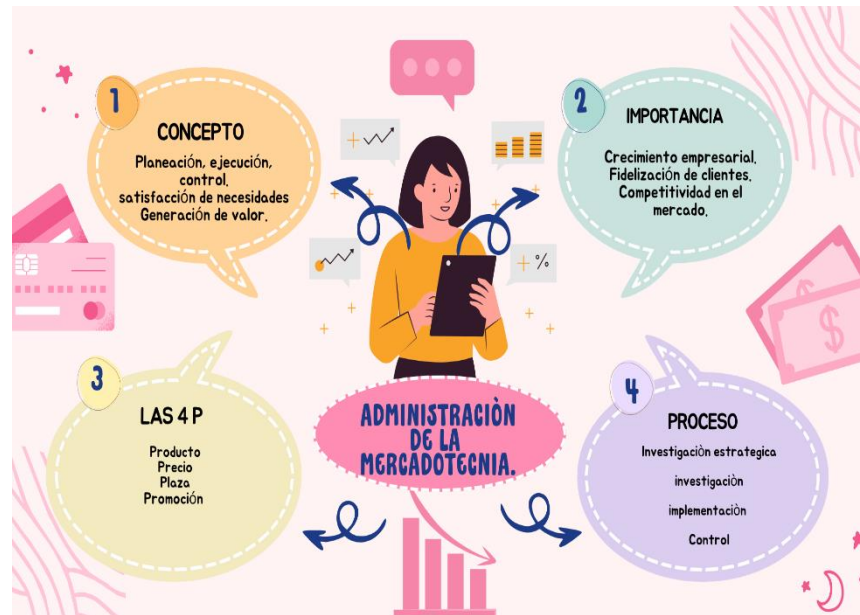 1
CONCEPTO
Planeación, ejecución,
control.
satisfacción de necesidades
Generación de valor.
2
IMPORTANCIA
Crecimiento empresarial.
Fidelización de clientes.
Competitividad en el
mercado.
+ %
$
3
LAS 4 P
Producto
Precio
Plaza
Promoción
ADMINISTRACIÒN
DE LA
MERCADOTECNIA.
4
PROCESO
Investigaciòn estrategica
investigaciòn
implementaciòn
Control